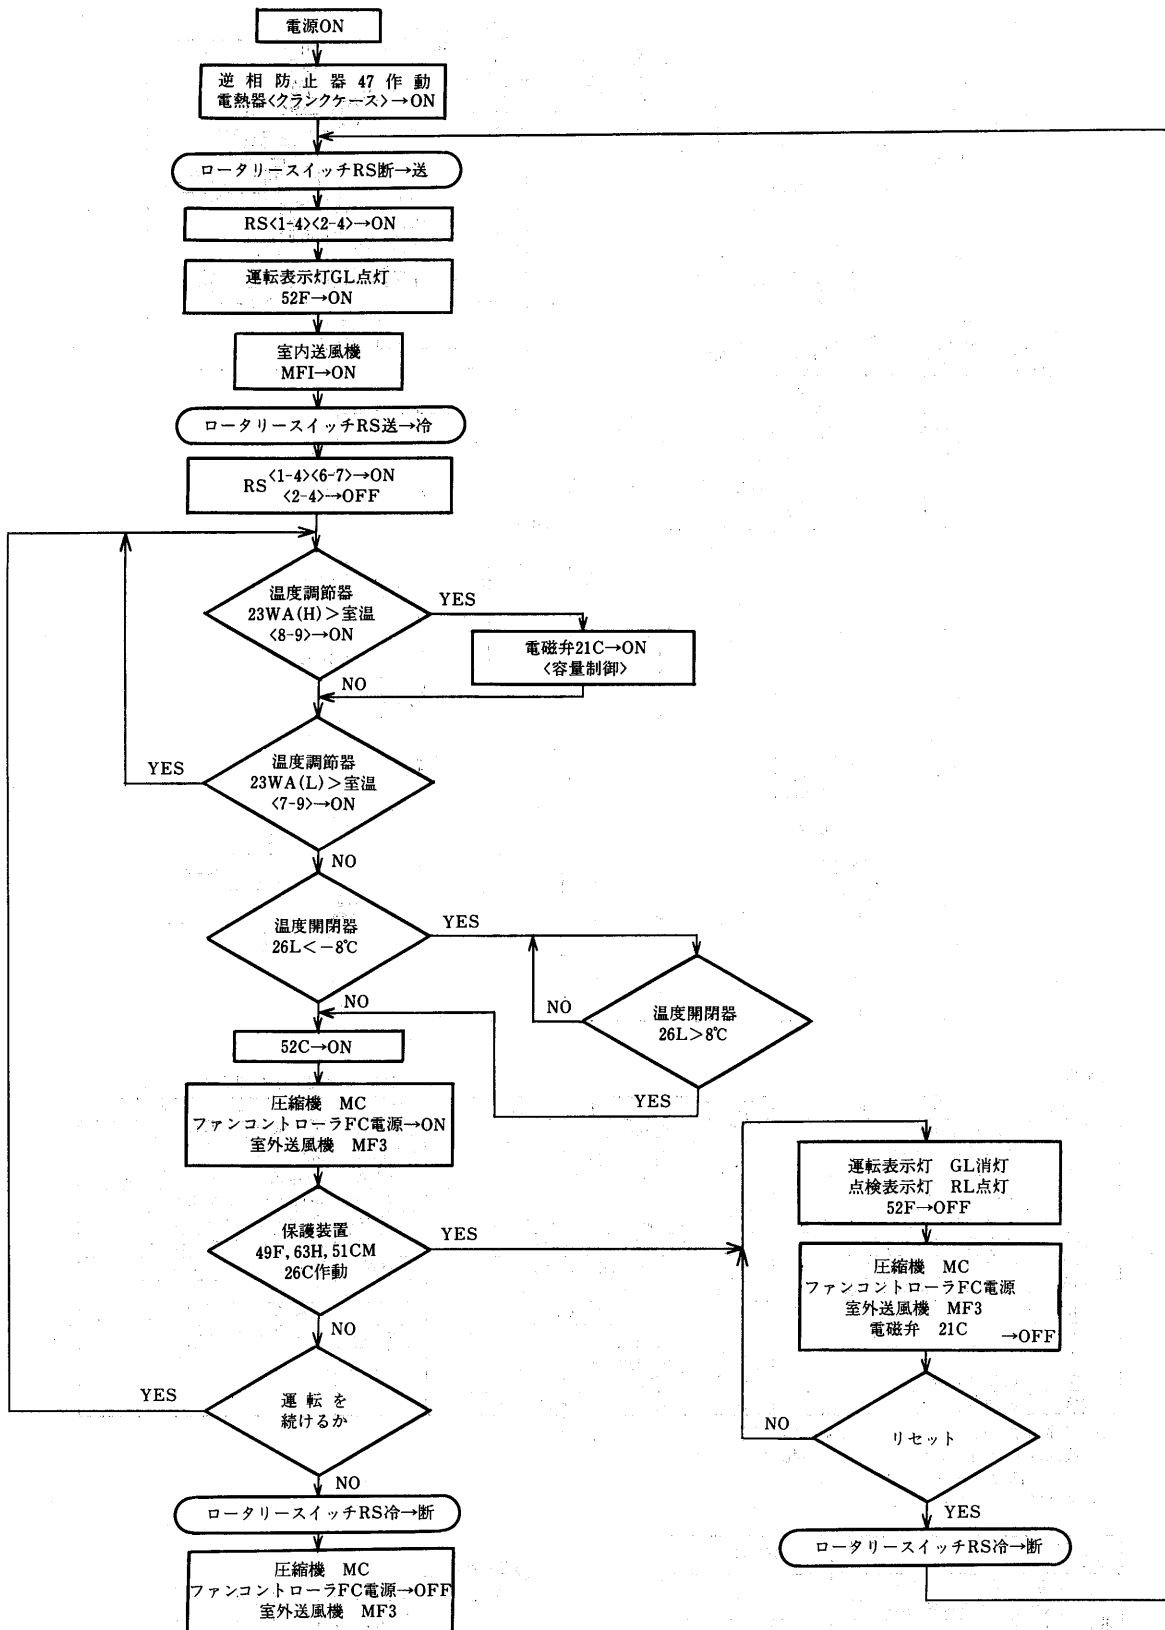 電源ON
逆相防止器 47 作動
電熱器<クランクケース>→ON
ロータリースイッチRS断→送
RS<1-4><2-4>→ON
運転表示灯GL点灯
52F→ON
室内送風機
MFI→ON
ロータリースイッチRS送→冷
RS<1-4><6-7>→ON
<2-4>→OFF
温度調節器
23WA(H)>室温
<8-9>→ON
YES
電磁弁21C→ON
<容量制御>
NO
温度調節器
23WA(L)>室温
<7-9>→ON
YES
NO
温度開閉器
26L<-8℃
YES
温度開閉器
26L>8℃
NO
YES
NO
52C→ON
圧縮機 MC
ファンコントローラFC電源→ON
室外送風機 MF3
保護装置
49F, 63H, 51CM
26C作動
YES
NO
運転を
続けるか
YES
NO
ロータリースイッチRS冷→断
圧縮機 MC
ファンコントローラFC電源→OFF
室外送風機 MF3
運転表示灯 GL消灯
点検表示灯 RL点灯
52F→OFF
圧縮機 MC
ファンコントローラFC電源
室外送風機 MF3
電磁弁 21C →OFF
リセット
NO
YES
ロータリースイッチRS冷→断